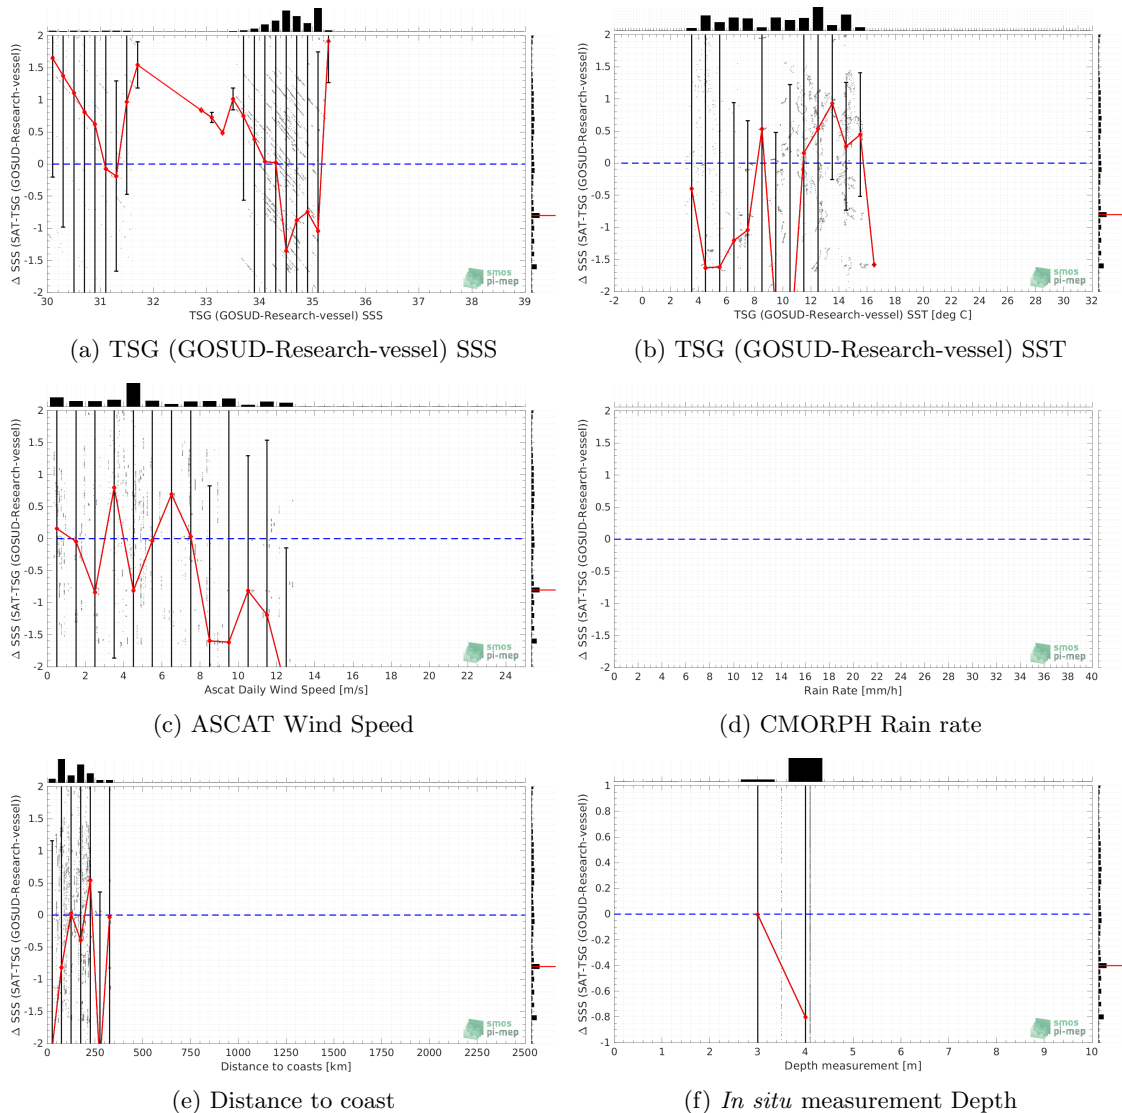 Δ SSS (SAT-TSG (GOSUD-Research-vessel))
2
1.5
1
0.5
0
-0.5
-1
-1.5
-2
30 31 32 33 34 35 36 37 38 39
TSG (GOSUD-Research-vessel) SSS
smos
pi-mep
(a) TSG (GOSUD-Research-vessel) SSS
Δ SSS (SAT-TSG (GOSUD-Research-vessel))
2
1.5
1
0.5
0
-0.5
-1
-1.5
-2
-2 0 2 4 6 8 10 12 14 16 18 20 22 24 26 28 30 32
TSG (GOSUD-Research-vessel) SST [deg C]
smos
pi-mep
(b) TSG (GOSUD-Research-vessel) SST
Δ SSS (SAT-TSG (GOSUD-Research-vessel))
2
1.5
1
0.5
0
-0.5
-1
-1.5
-2
0 2 4 6 8 10 12 14 16 18 20 22 24
Ascat Daily Wind Speed [m/s]
smos
pi-mep
(c) ASCAT Wind Speed
Δ SSS (SAT-TSG (GOSUD-Research-vessel))
2
1.5
1
0.5
0
-0.5
-1
-1.5
-2
0 2 4 6 8 10 12 14 16 18 20 22 24 26 28 30 32 34 36 38 40
Rain Rate [mm/h]
smos
pi-mep
(d) CMORPH Rain rate
Δ SSS (SAT-TSG (GOSUD-Research-vessel))
2
1.5
1
0.5
0
-0.5
-1
-1.5
-2
0 250 500 750 1000 1250 1500 1750 2000 2250 2500
Distance to coasts [km]
smos
pi-mep
(e) Distance to coast
Δ SSS (SAT-TSG (GOSUD-Research-vessel))
1
0.8
0.6
0.4
0.2
0
-0.2
-0.4
-0.6
-0.8
-1
0 1 2 3 4 5 6 7 8 9 10
Depth measurement [m]
smos
pi-mep
(f) In situ measurement Depth